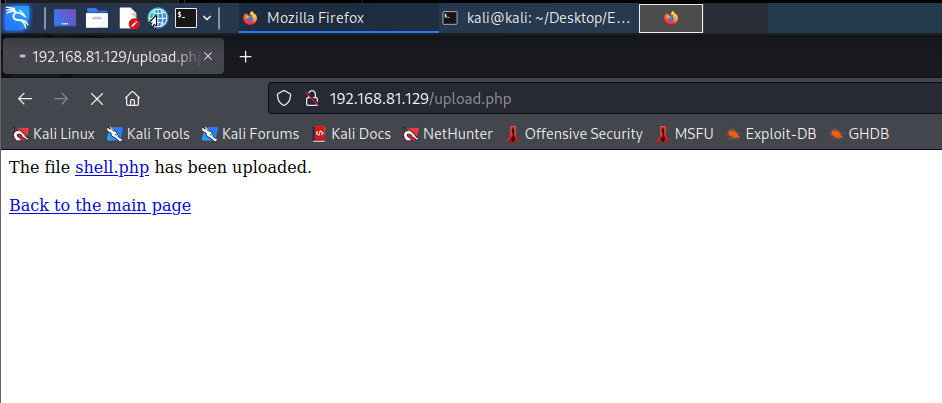 Mozilla Firefox
kali@kali: ~/Desktop/E...
192.168.81.129/upload.php
192.168.81.129/upload.php
Kali Linux Kali Tools Kali Forums Kali Docs NetHunter Offensive Security MSFU Exploit-DB GHDB
The file shell.php has been uploaded.
Back to the main page